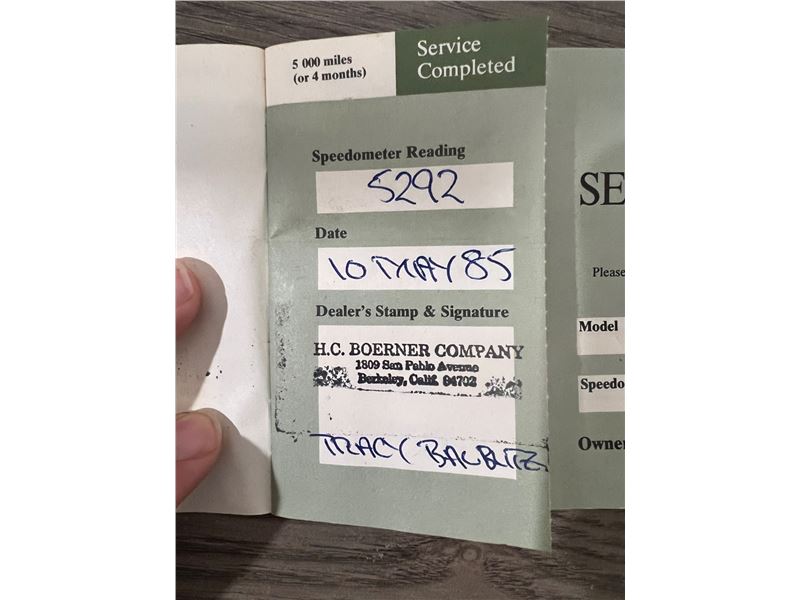 5 000 miles
(or 4 months)
Service
Completed
Speedometer Reading
5292
Date
10 MAY 85
Dealer's Stamp & Signature
H.C. BOERNER COMPANY
1809 San Pablo Avenue
Berkeley, Calif. 94702
TRACY
SE
Please
Model
Speedo
Owner